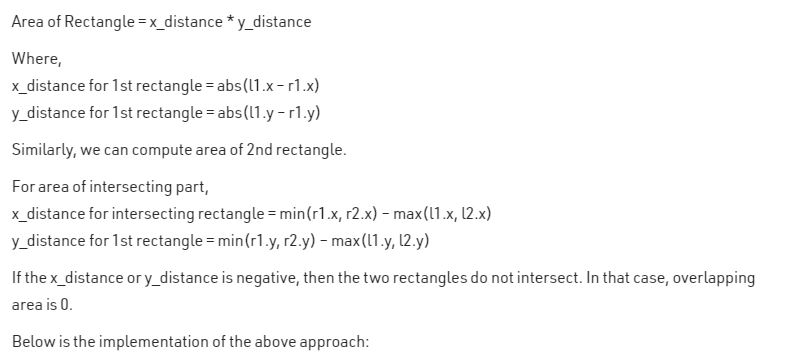 Area of Rectangle = x_distance * y_distance
Where,
x_distance for 1st rectangle = abs(l1.x – r1.x)
y_distance for 1st rectangle = abs(l1.y – r1.y)
Similarly, we can compute area of 2nd rectangle.
For area of intersecting part,
x_distance for intersecting rectangle = min(r1.x, r2.x) – max(l1.x, l2.x)
y_distance for 1st rectangle = min(r1.y, r2.y) – max(l1.y, l2.y)
If the x_distance or y_distance is negative, then the two rectangles do not intersect. In that case, overlapping
area is 0.
Below is the implementation of the above approach: